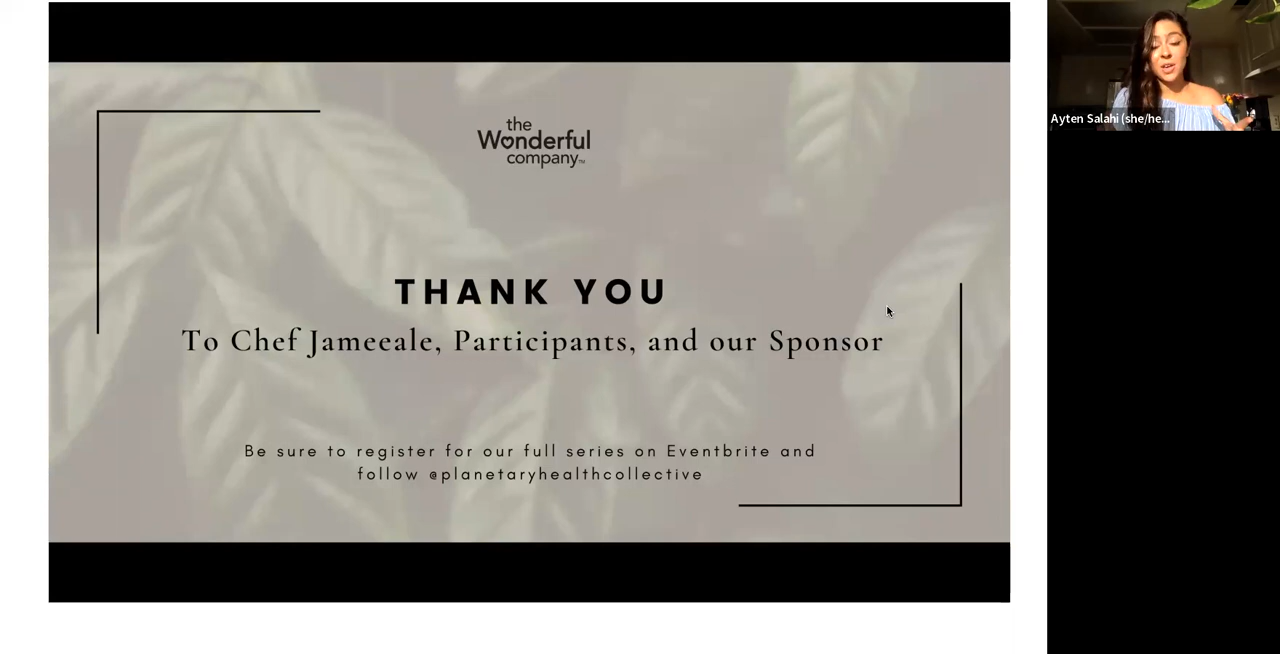 the
Wonderful
company™
THANK YOU
To Chef Jameeale, Participants, and our Sponsor
Be sure to register for our full series on Eventbrite and
follow @planetaryhealthcollective
Ayten Salahi (she/he...